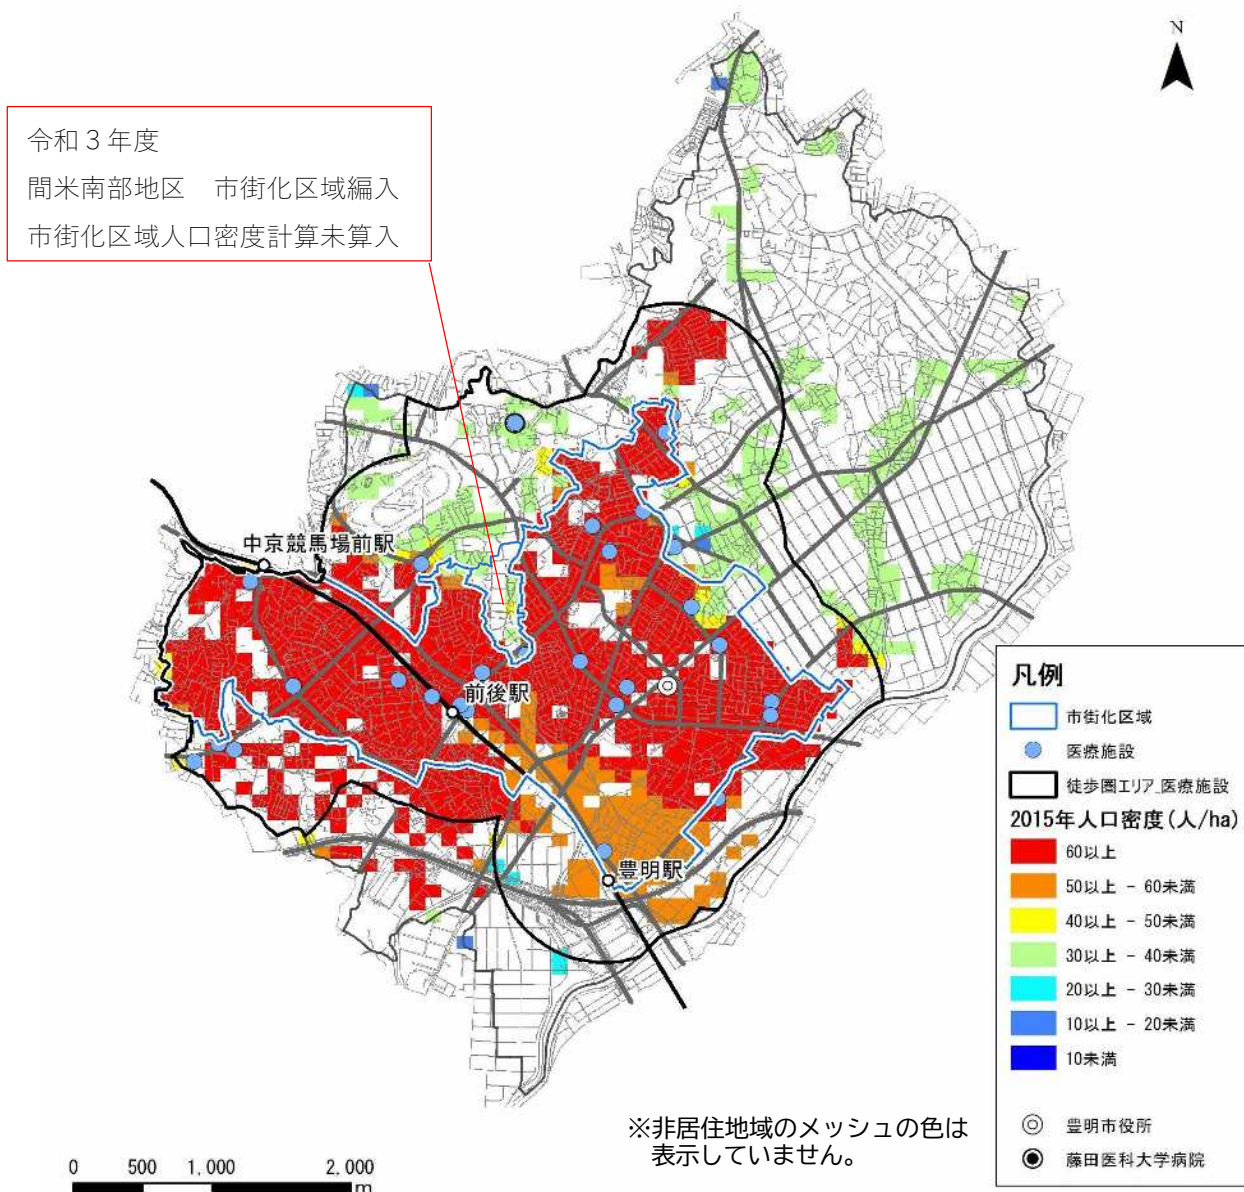 N
令和３年度
間米南部地区　市街化区域編入
市街化区域人口密度計算未算入
中京競馬場前駅
前後駅
豊明駅
凡例
市街化区域
医療施設
徒歩圏エリア_医療施設
2015年人口密度(人/ha)
60以上
50以上 - 60未満
40以上 - 50未満
30以上 - 40未満
20以上 - 30未満
10以上 - 20未満
10未満
豊明市役所
藤田医科大学病院
※非居住地域のメッシュの色は
表示していません。
0 500 1,000 2,000
m